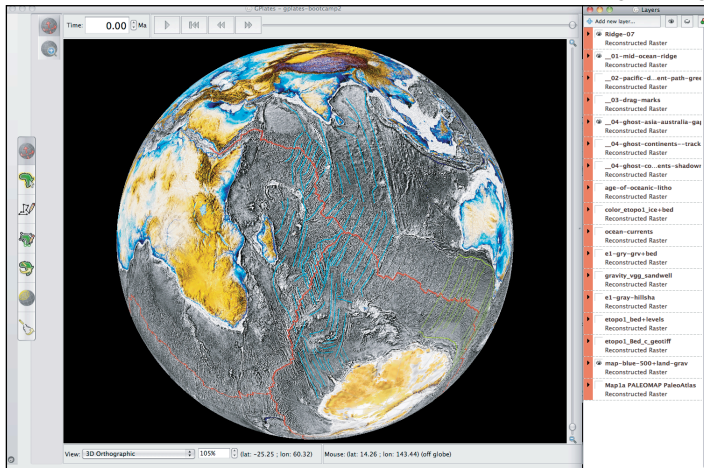 GPlates - gplates-bootcamp2
Time: 0.00 Ma
View: 3D Orthographic 105% (lat: -25.25 ; lon: 60.32) Mouse: (lat: 14.26 ; lon: 143.44) (off globe)
Layers
Add new layer...
Ridge-07
Reconstructed Raster
__01-mid-ocean-ridge
Reconstructed Raster
__02-pacific-d...ent-path-gree
Reconstructed Raster
__03-drag-marks
Reconstructed Raster
__04-ghost-asia-australia-gap
Reconstructed Raster
__04-ghost-continents--track
Reconstructed Raster
__04-ghost-co...ents-shadowr
Reconstructed Raster
age-of-oceanic-litho
Reconstructed Raster
color_etopo1_ice+bed
Reconstructed Raster
ocean-currents
Reconstructed Raster
e1-gry-grv+bed
Reconstructed Raster
gravity_vgg_sandwell
Reconstructed Raster
e1-gray-hillsha
Reconstructed Raster
etopo1_bed+levels
Reconstructed Raster
etopo1_Bed_c_geotiff
Reconstructed Raster
map-blue-500+land-grav
Reconstructed Raster
Map1a PALEOMAP PaleoAtlas
Reconstructed Raster